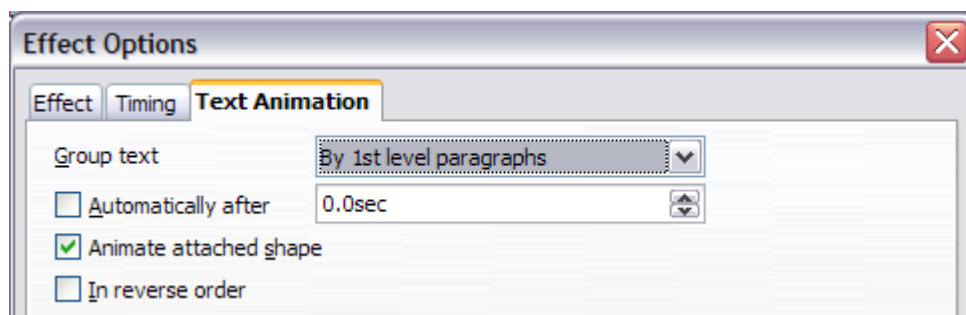 Effect Options
Effect Timing Text Animation
Group text By 1st level paragraphs
Automatically after 0.0sec
Animate attached shape
In reverse order